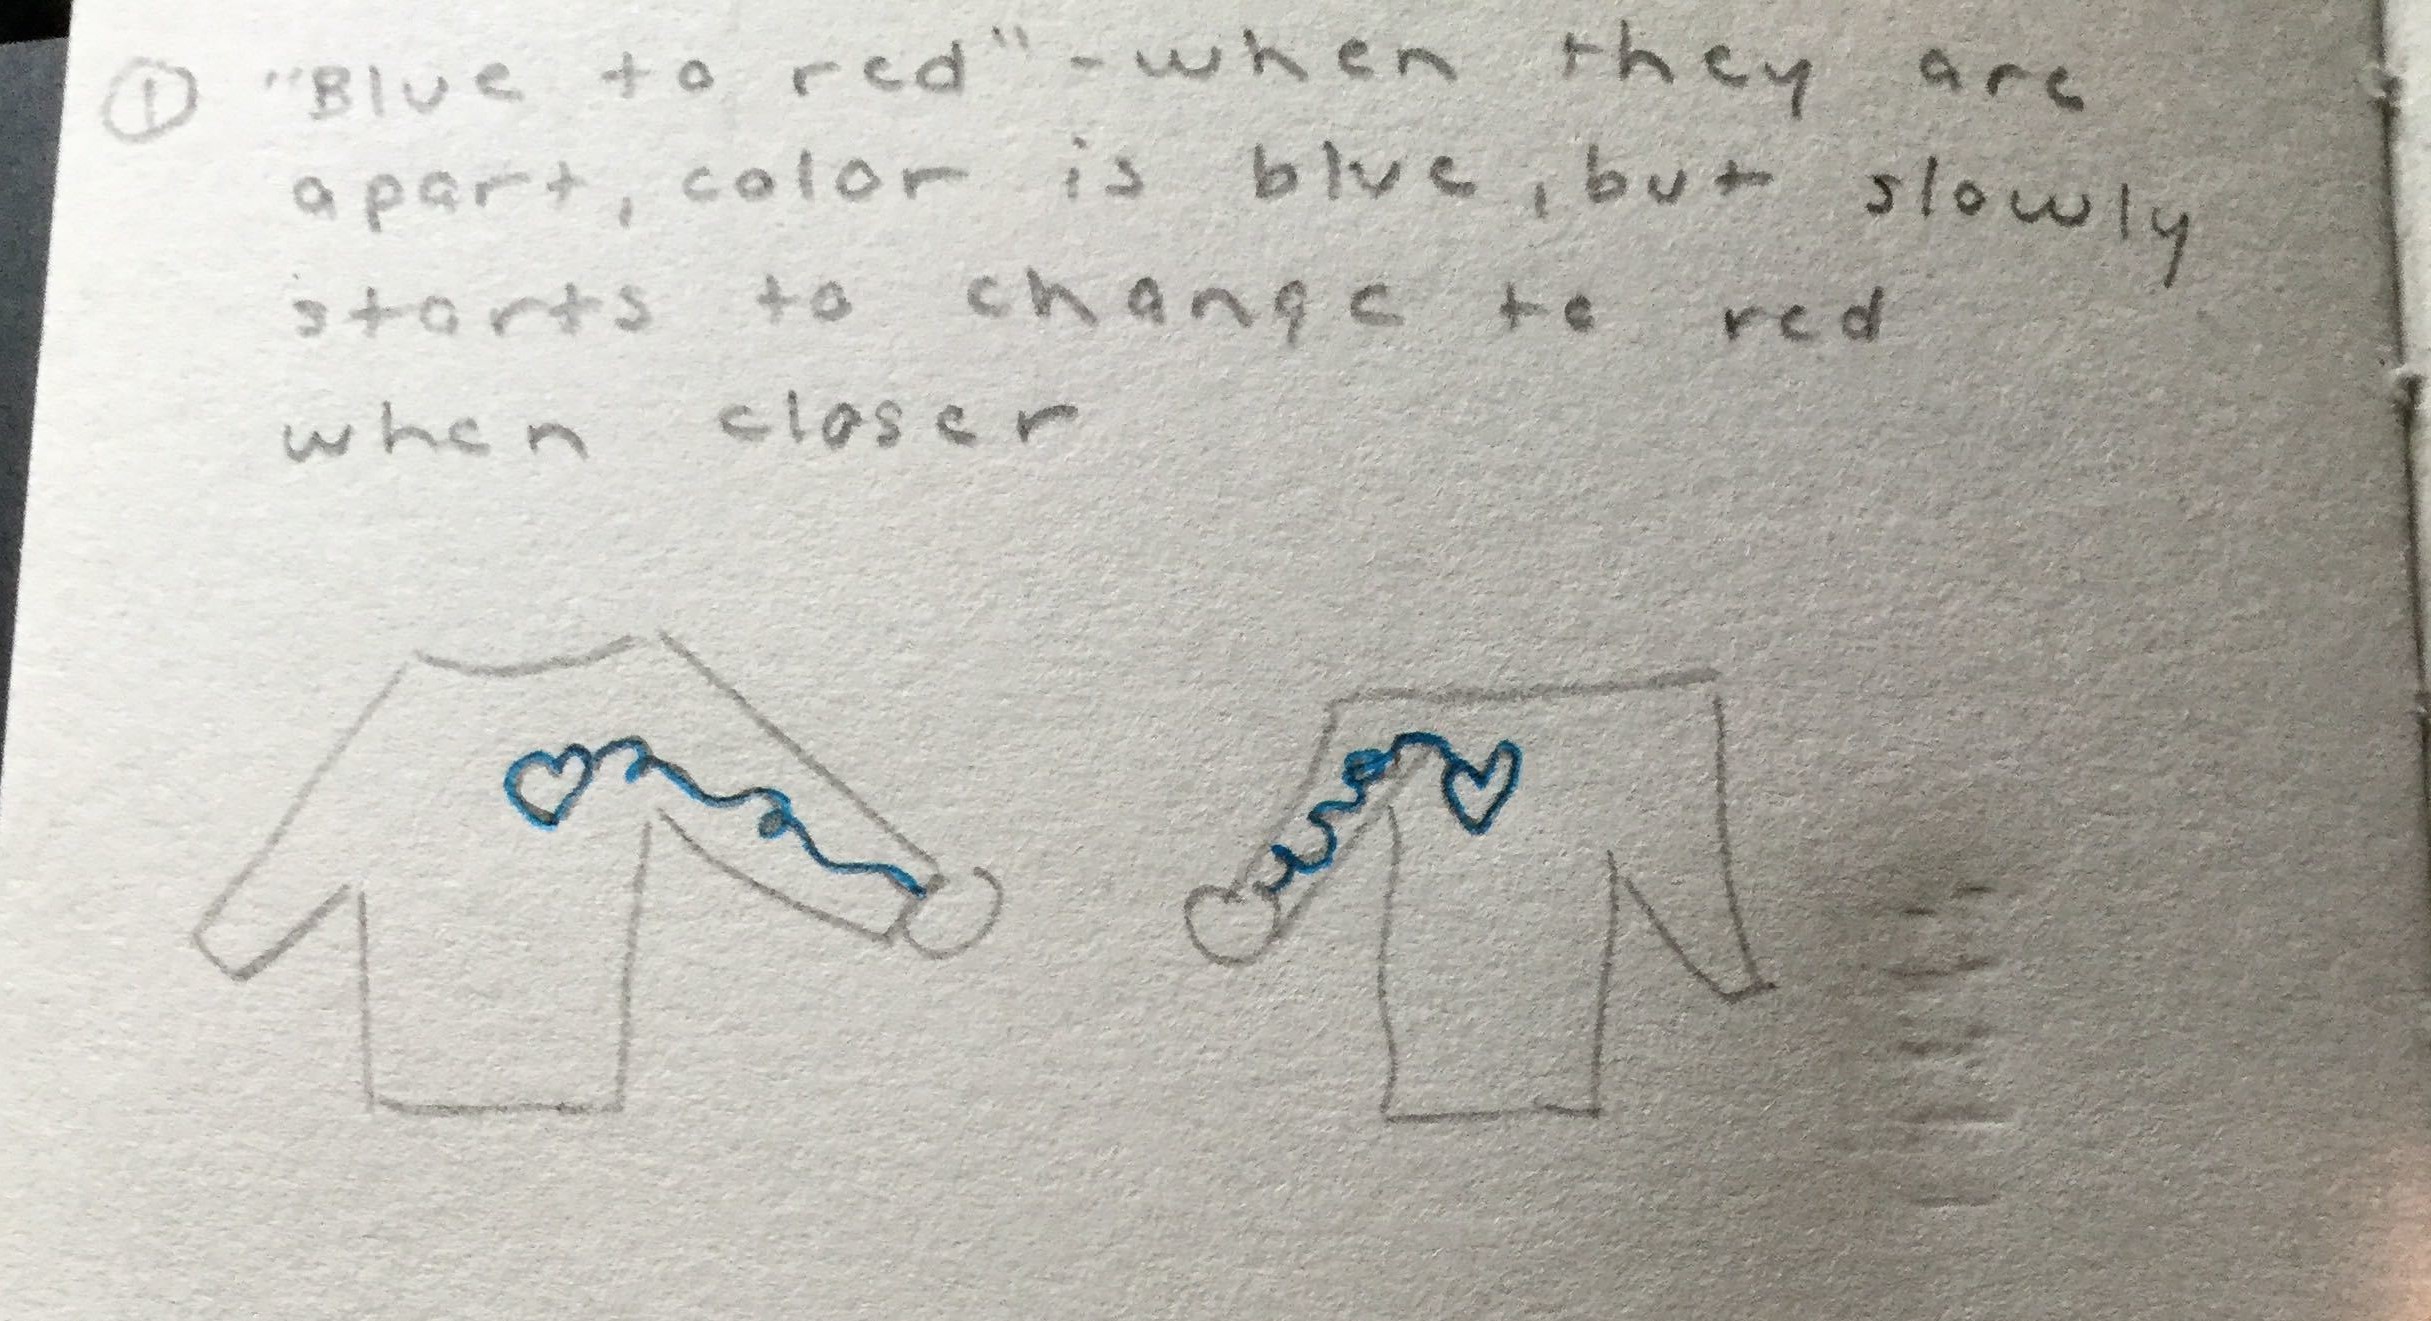 ① "Blue to red" - when they are
apart, color is blue, but slowly
starts to change to red
when closer